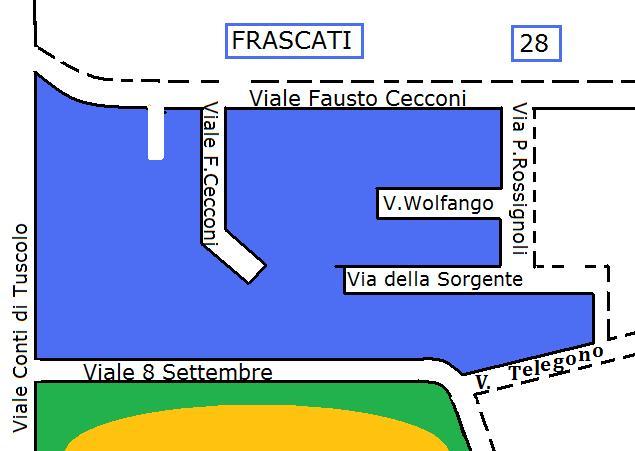 FRASCATI
28
Viale Fausto Cecconi
Viale F.Cecconi
Via P.Rossignoli
V.Wolfango
Via della Sorgente
Viale Conti di Tuscolo
Viale 8 Settembre
V. Telegono